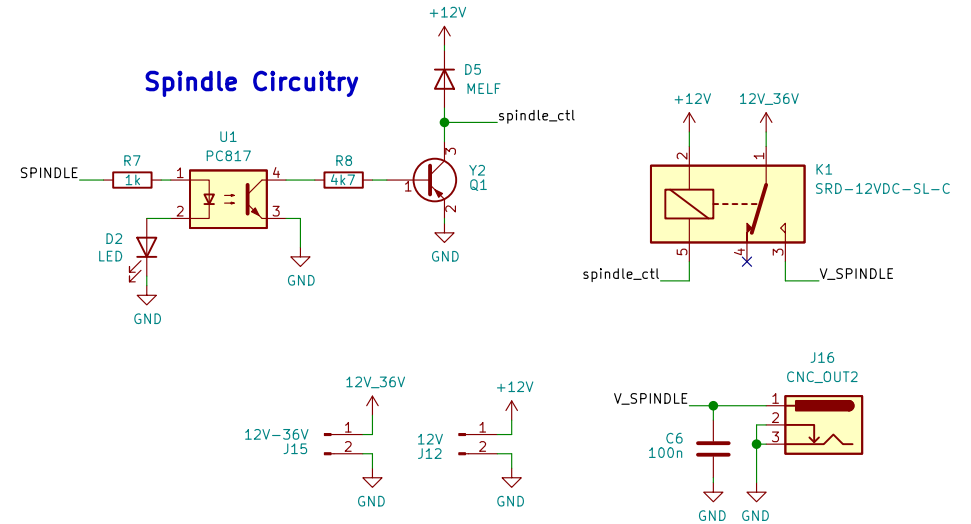 +12V
Spindle Circuitry
D5
MELF
spindle_ctl
U1
PC817
SPINDLE
R7
1k
1
2
4
3
R8
4k7
1
3
2
Y2
Q1
D2
LED
GND
GND
GND
+12V
12V_36V
2
1
K1
SRD-12VDC-SL-C
5
4
3
spindle_ctl
V_SPINDLE
12V_36V
12V-36V
J15
1
2
GND
+12V
12V
J12
1
2
GND
J16
CNC_OUT2
V_SPINDLE
1
2
3
C6
100n
GND
GND